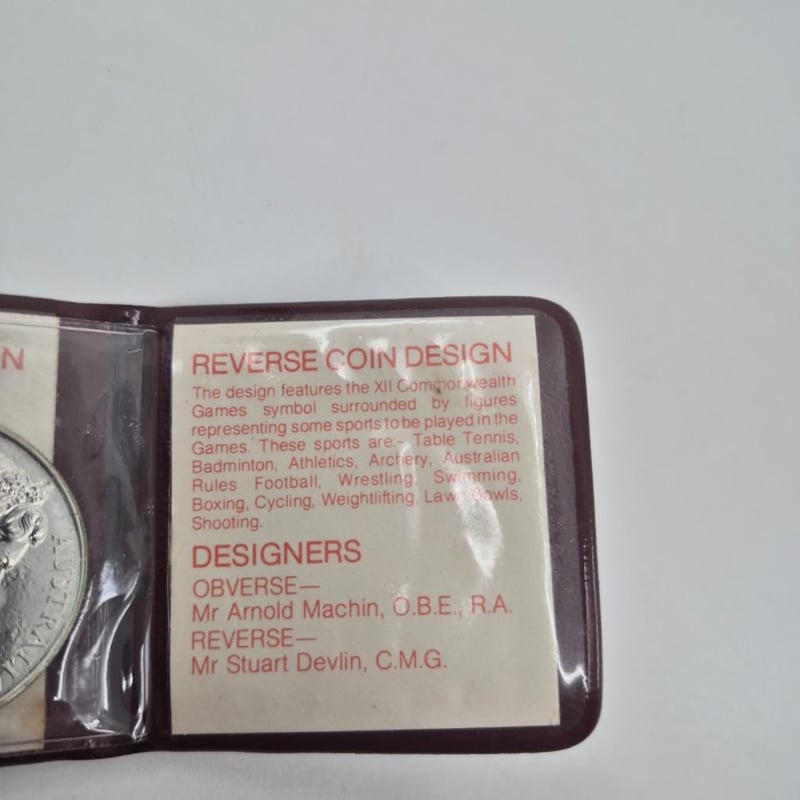 N
AUSTRAL
REVERSE COIN DESIGN
The design features the XII Commonwealth
Games symbol surrounded by figures
representing some sports to be played in the
Games. These sports are:- Table Tennis,
Badminton, Athletics, Archery, Australian
Rules Football, Wrestling, Swimming,
Boxing, Cycling, Weightlifting, Lawn Bowls,
Shooting.
DESIGNERS
OBVERSE—
Mr Arnold Machin, O.B.E., R.A.
REVERSE—
Mr Stuart Devlin, C.M.G.